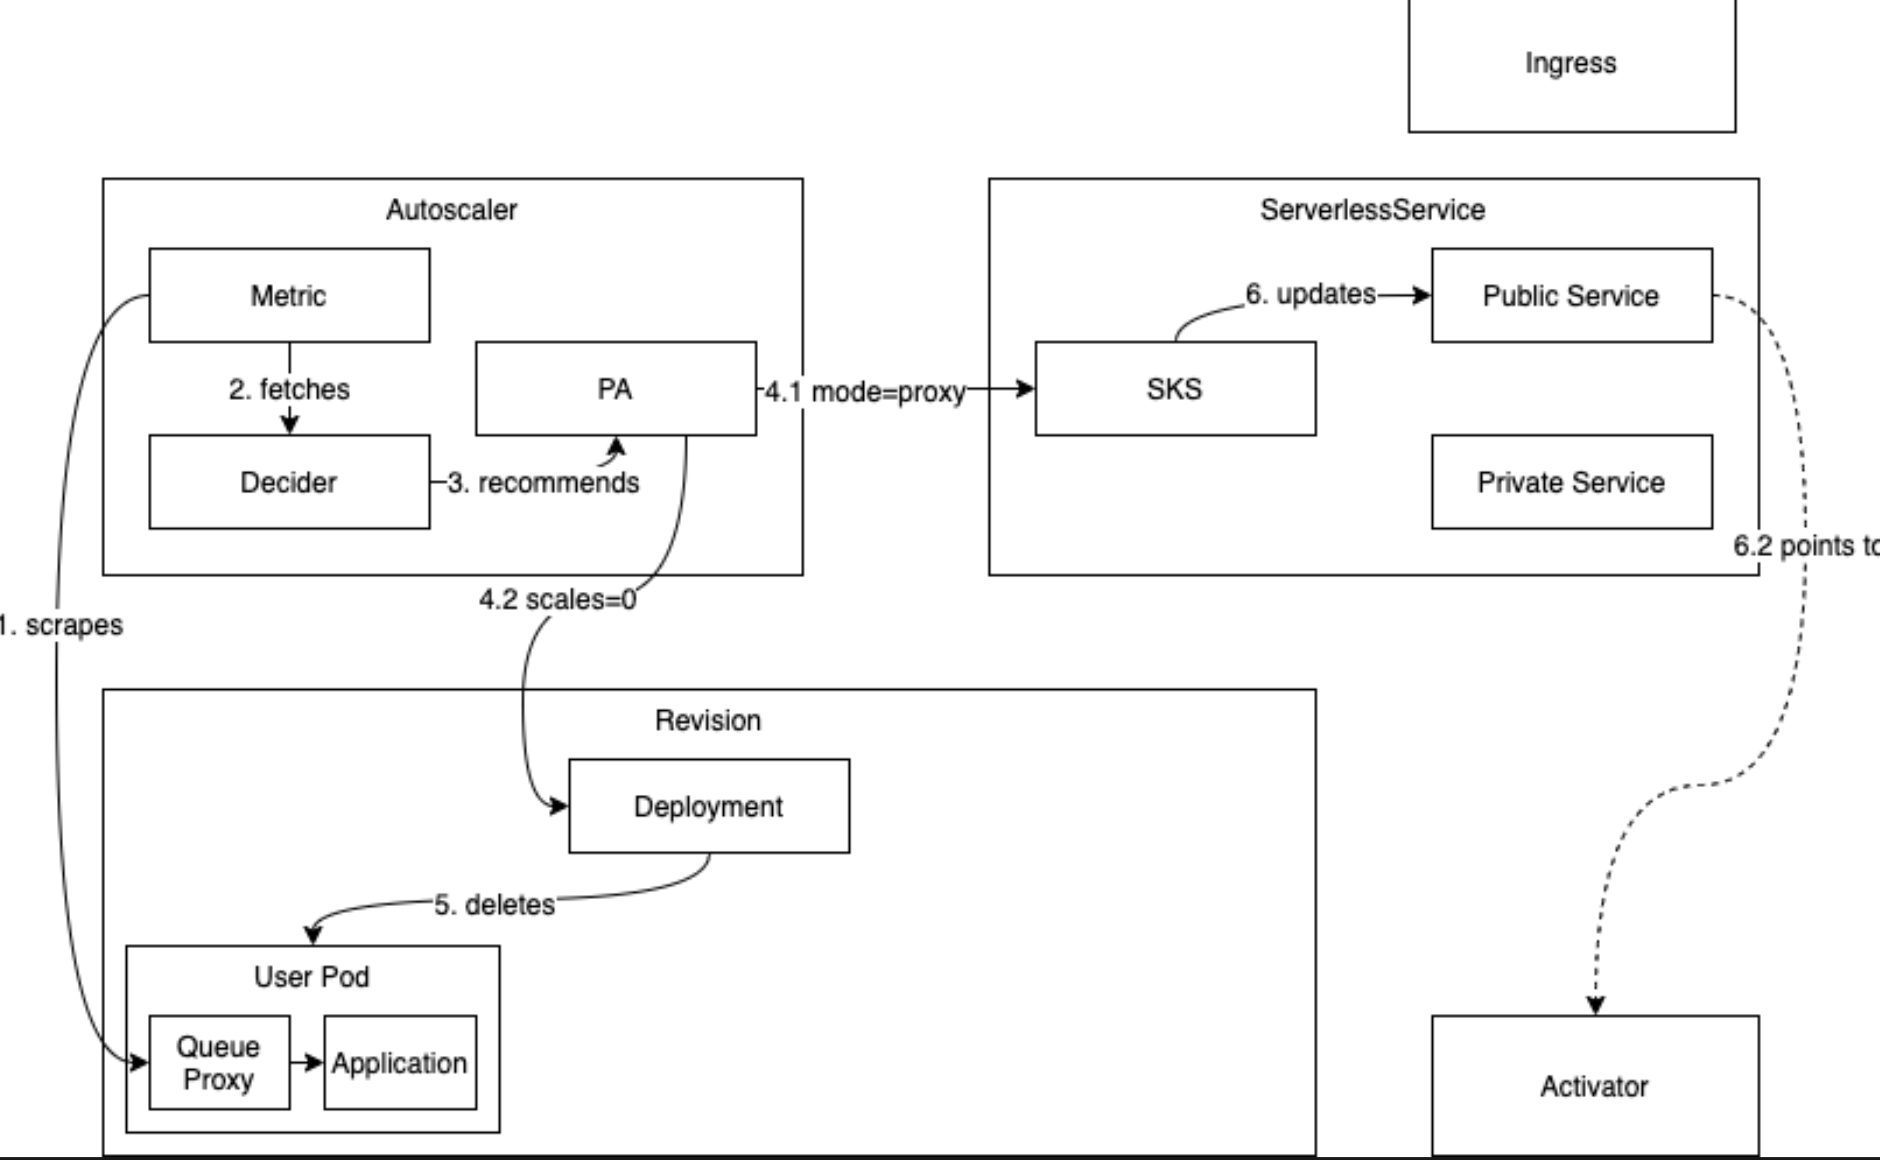 Ingress
Autoscaler
ServerlessService
Metric
6. updates
Public Service
2. fetches
PA
4.1 mode=proxy
SKS
Decider
3. recommends
Private Service
6.2 points
4.2 scales=0
1. scrapes
Revision
Deployment
5. deletes
User Pod
Queue
Proxy
Application
Activator